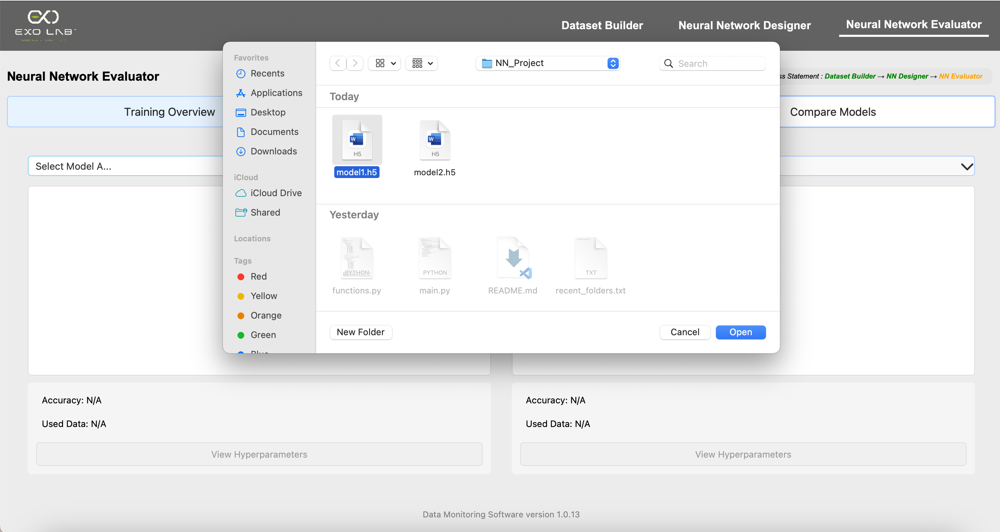 EXO LAB
Dataset Builder
Neural Network Designer
Neural Network Evaluator
Neural Network Evaluator
ss Statement : Dataset Builder → NN Designer → NN Evaluator
Training Overview
Compare Models
Select Model A...
Favorites
Recents
Applications
Desktop
Documents
Downloads
iCloud
iCloud Drive
Shared
Locations
Tags
Red
Yellow
Orange
Green
Blue
NN_Project
Search
Today
W
H5
model1.h5
W
H5
model2.h5
Yesterday
PYTHON
functions.py
PYTHON
main.py
README.md
TXT
recent_folders.txt
New Folder
Cancel
Open
Accuracy: N/A
Used Data: N/A
View Hyperparameters
Accuracy: N/A
Used Data: N/A
View Hyperparameters
Data Monitoring Software version 1.0.13